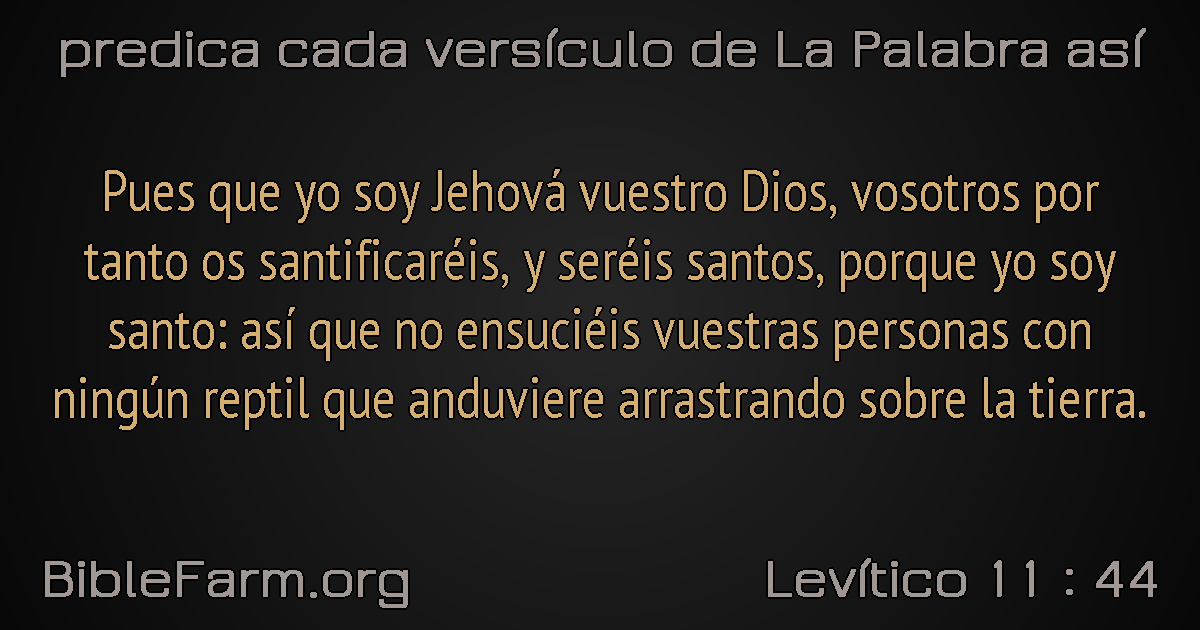 predica cada versículo de La Palabra así
Pues que yo soy Jehová vuestro Dios, vosotros por
tanto os santificaréis, y seréis santos, porque yo soy
santo: así que no ensuciéis vuestras personas con
ningún reptil que anduviere arrastrando sobre la tierra.
BibleFarm.org
Levítico 11 : 44